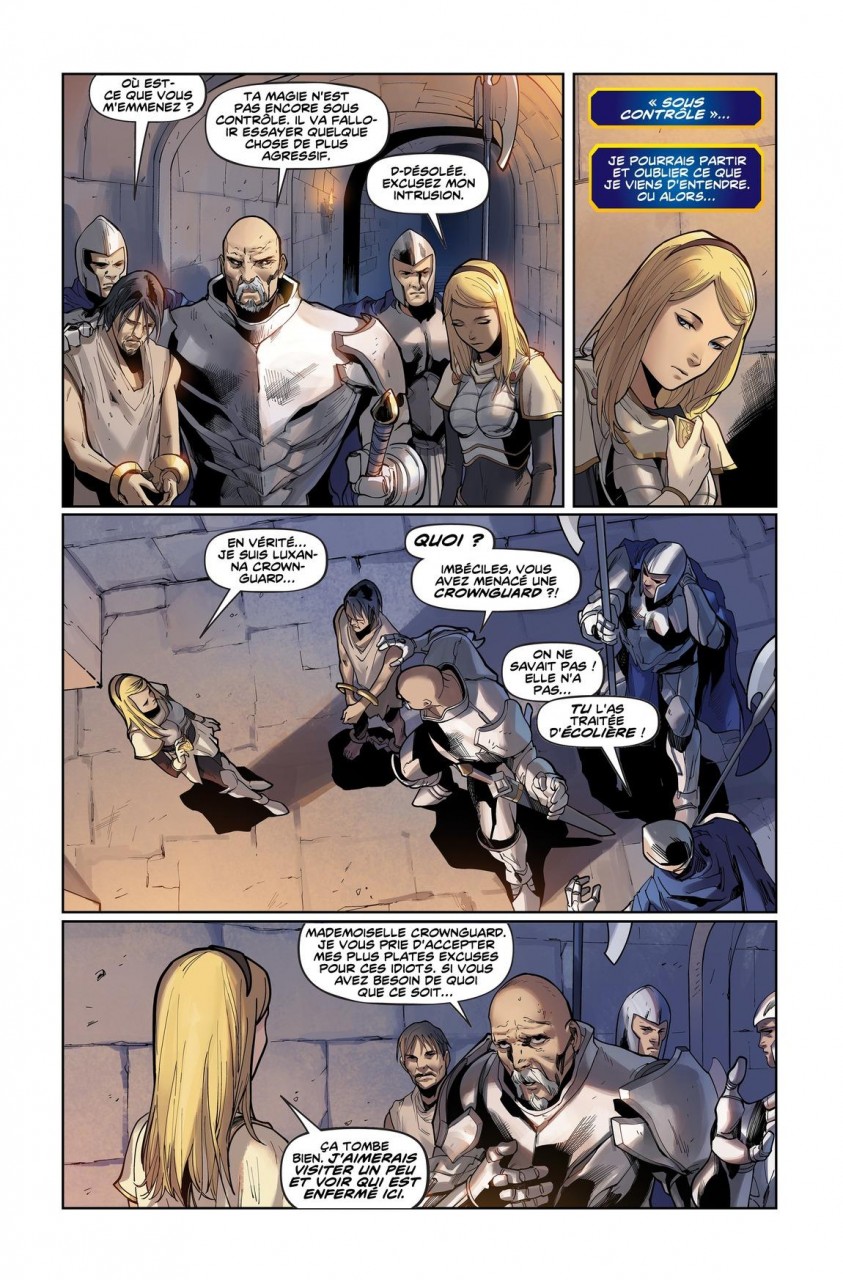 OÙ EST-
CE QUE VOUS
M'EMMENEZ ?
TA MAGIE N'EST
PAS ENCORE SOUS
CONTRÔLE. IL VA FALLO-
IR ESSAYER QUELQUE
CHOSE DE PLUS
AGRESSIF.
D-DÉSOLÉE.
EXCUSEZ MON
INTRUSION.
« SOUS
CONTRÔLE »...
JE POURRAIS PARTIR
ET OUBLIER CE QUE
JE VIENS D'ENTENDRE.
OU ALORS...
EN VÉRITÉ...
JE SUIS LUXAN-
NA CROWN-
GUARD...
QUOI ?
IMBÉCILES, VOUS
AVEZ MENACÉ UNE
CROWNGUARD ?!
ON NE
SAVAIT PAS !
ELLE N'A
PAS...
TU L'AS
TRAITÉE
D'ÉCOLIÈRE !
MADEMOISELLE CROWNGUARD.
JE VOUS PRIE D'ACCEPTER
MES PLUS PLATES EXCUSES
POUR CES IDIOTS. SI VOUS
AVEZ BESOIN DE QUOI
QUE CE SOIT...
ÇA TOMBE
BIEN. J'AIMERAIS
VISITER UN PEU
ET VOIR QUI EST
ENFERMÉ ICI.